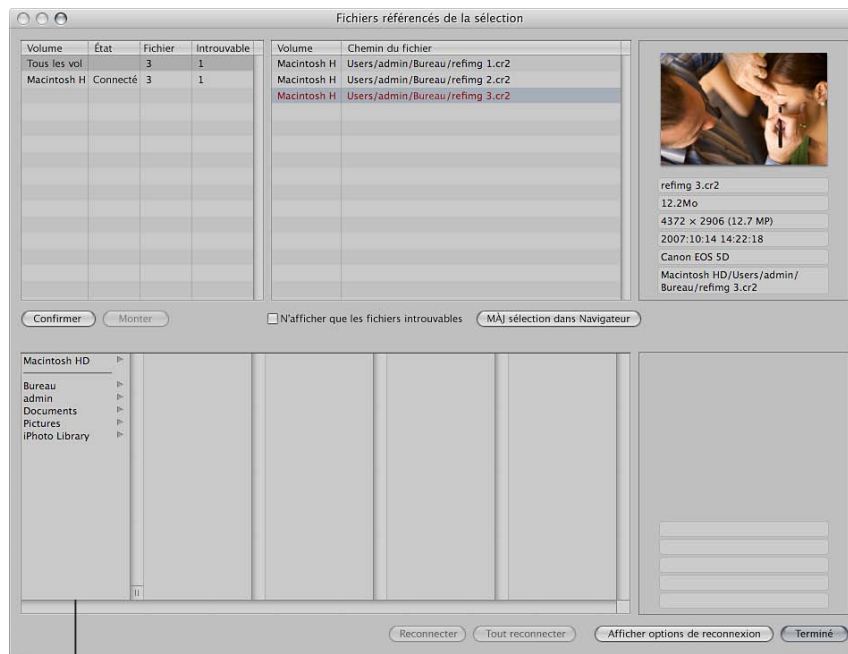 Fichiers référencés de la sélection
Volume État Fichier Introuvable
Tous les vol 3 1
Macintosh H Connecté 3 1
Volume Chemin du fichier
Macintosh H Users/admin/Bureau/refimg 1.cr2
Macintosh H Users/admin/Bureau/refimg 2.cr2
Macintosh H Users/admin/Bureau/refimg 3.cr2
refimg 3.cr2
12.2Mo
4372 × 2906 (12.7 MP)
2007:10:14 14:22:18
Canon EOS 5D
Macintosh HD/Users/admin/
Bureau/refimg 3.cr2
Confirmer Monter N'afficher que les fichiers introuvables MÀJ sélection dans Navigateur
Macintosh HD
Bureau
admin
Documents
Pictures
iPhoto Library
Reconnecter Tout reconnecter Afficher options de reconnexion Terminé